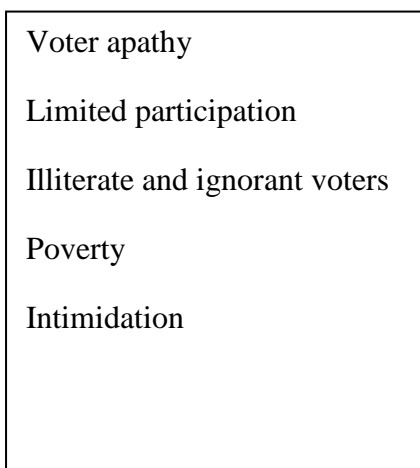 Voter apathy
Limited participation
Illiterate and ignorant voters
Poverty
Intimidation